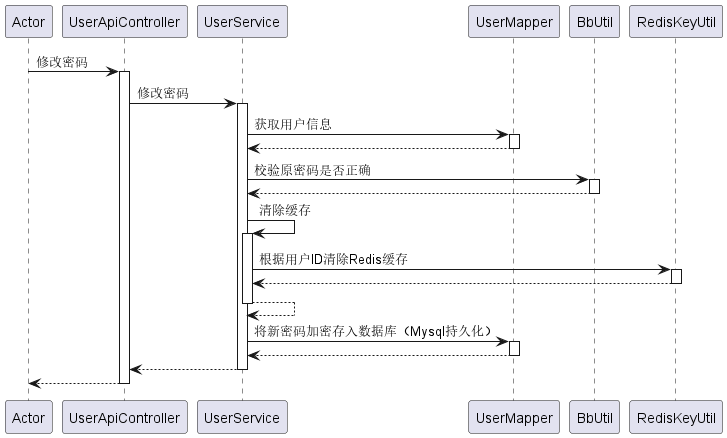 Actor
UserApiController
UserService
UserMapper
BbUtil
RedisKeyUtil
修改密码
修改密码
获取用户信息
校验原密码是否正确
清除缓存
根据用户ID清除Redis缓存
将新密码加密存入数据库（Mysql持久化）
Actor
UserApiController
UserService
UserMapper
BbUtil
RedisKeyUtil